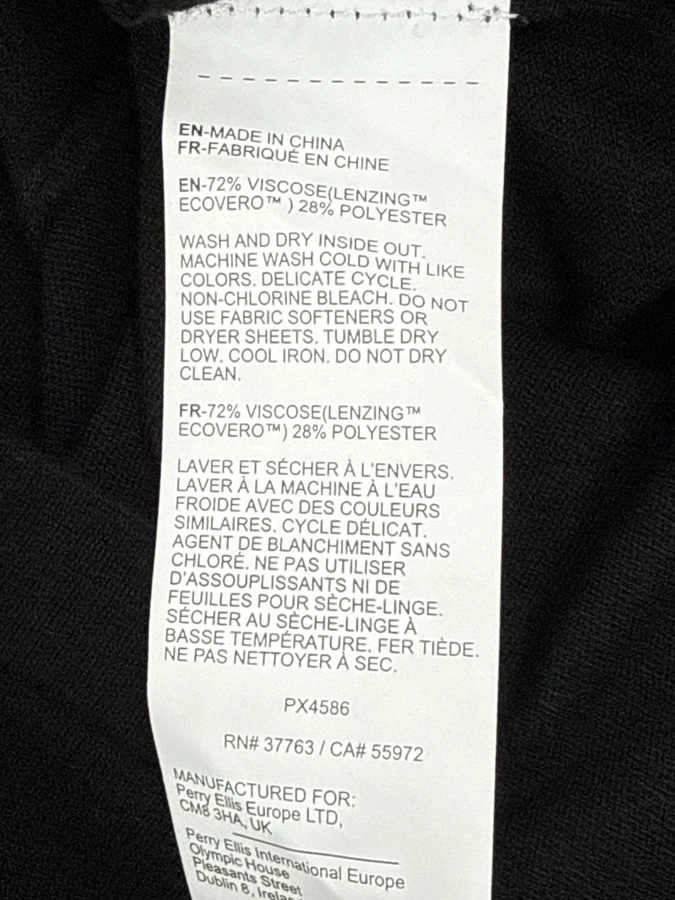 EN-MADE IN CHINA
FR-FABRIQUÉ EN CHINE
EN-72% VISCOSE(LENZING™
ECOVERO™ ) 28% POLYESTER
WASH AND DRY INSIDE OUT.
MACHINE WASH COLD WITH LIKE
COLORS. DELICATE CYCLE.
NON-CHLORINE BLEACH. DO NOT
USE FABRIC SOFTENERS OR
DRYER SHEETS. TUMBLE DRY
LOW. COOL IRON. DO NOT DRY
CLEAN.
FR-72% VISCOSE(LENZING™
ECOVERO™) 28% POLYESTER
LAVER ET SÉCHER À L'ENVERS.
LAVER À LA MACHINE À L'EAU
FROIDE AVEC DES COULEURS
SIMILAIRES. CYCLE DÉLICAT.
AGENT DE BLANCHIMENT SANS
CHLORÉ. NE PAS UTILISER
D'ASSOUPLISSANTS NI DE
FEUILLES POUR SÈCHE-LINGE.
SÉCHER AU SÈCHE-LINGE À
BASSE TEMPÉRATURE. FER TIÈDE.
NE PAS NETTOYER À SEC.
PX4586
RN# 37763 / CA# 55972
MANUFACTURED FOR:
Perry Ellis Europe LTD,
CM8 3HA, UK
Perry Ellis International Europe
Olympic House
Pleasants Street
Dublin 8,